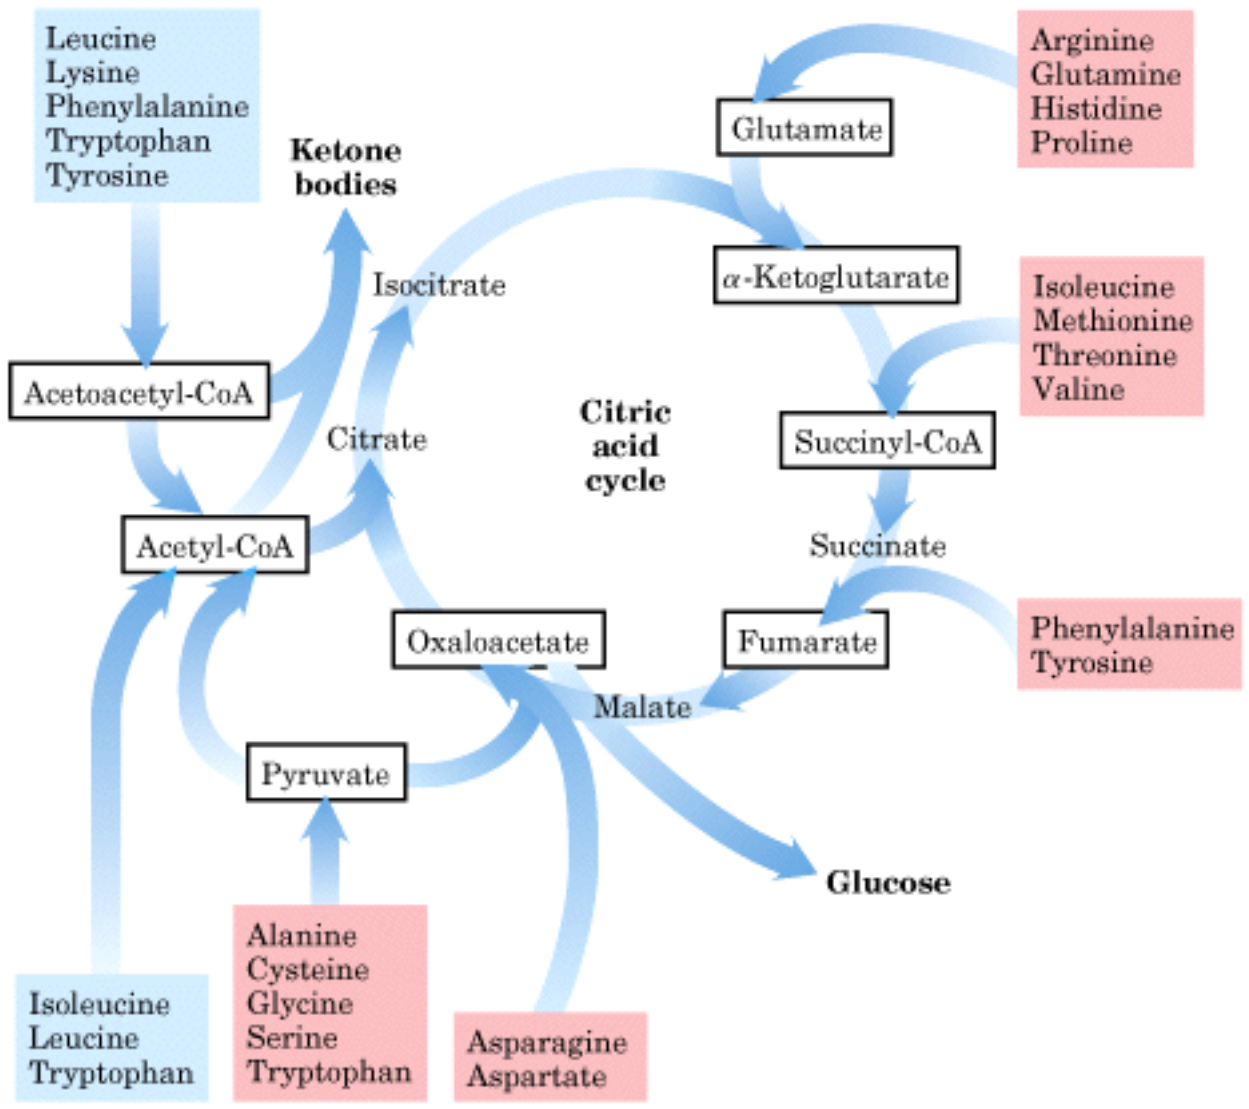 Leucine
Lysine
Phenylalanine
Tryptophan
Tyrosine
Ketone
bodies
Arginine
Glutamine
Histidine
Proline
Glutamate
α-Ketoglutarate
Isocitrate
Isoleucine
Methionine
Threonine
Valine
Acetoacetyl-CoA
Citrate
Citric
acid
cycle
Succinyl-CoA
Acetyl-CoA
Succinate
Oxaloacetate
Fumarate
Phenylalanine
Tyrosine
Malate
Pyruvate
Glucose
Isoleucine
Leucine
Tryptophan
Alanine
Cysteine
Glycine
Serine
Tryptophan
Asparagine
Aspartate